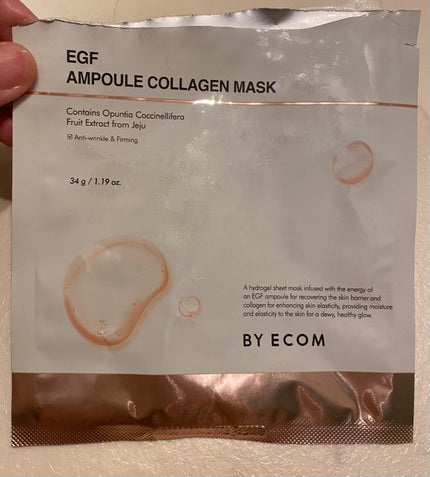 EGF
AMPOULE COLLAGEN MASK
Contains Opuntia Coccinellifera
Fruit Extract from Jeju
☑ Anti-wrinkle & Firming
34 g / 1.19 oz.
A hydrogel sheet mask infused with the energy of
an EGF ampoule for recovering the skin barrier and
collagen for enhancing skin elasticity, providing moisture
and elasticity to the skin for a dewy, healthy glow.
BY ECOM